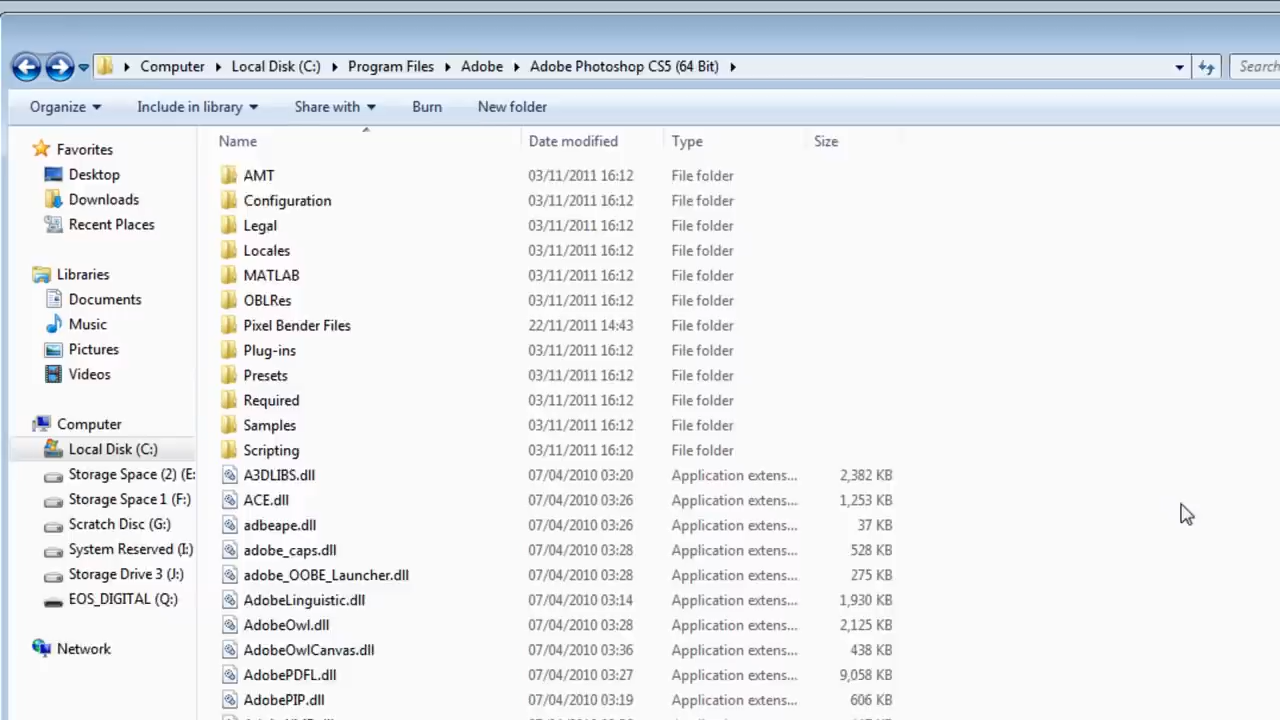 Computer Local Disk (C:) Program Files Adobe Adobe Photoshop CS5 (64 Bit) Search
Organize Include in library Share with Burn New folder
Favorites
Desktop
Downloads
Recent Places
Libraries
Documents
Music
Pictures
Videos
Computer
Local Disk (C:)
Storage Space (2) (E:
Storage Space 1 (F:)
Scratch Disc (G:)
System Reserved (I:)
Storage Drive 3 (J:)
EOS_DIGITAL (Q:)
Network
Name Date modified Type Size
AMT 03/11/2011 16:12 File folder
Configuration 03/11/2011 16:12 File folder
Legal 03/11/2011 16:12 File folder
Locales 03/11/2011 16:12 File folder
MATLAB 03/11/2011 16:12 File folder
OBLRes 03/11/2011 16:12 File folder
Pixel Bender Files 22/11/2011 14:43 File folder
Plug-ins 03/11/2011 16:12 File folder
Presets 03/11/2011 16:12 File folder
Required 03/11/2011 16:12 File folder
Samples 03/11/2011 16:12 File folder
Scripting 03/11/2011 16:12 File folder
A3DLIBS.dll 07/04/2010 03:20 Application extens... 2,382 KB
ACE.dll 07/04/2010 03:26 Application extens... 1,253 KB
adbeape.dll 07/04/2010 03:26 Application extens... 37 KB
adobe_caps.dll 07/04/2010 03:28 Application extens... 528 KB
adobe_OOBE_Launcher.dll 07/04/2010 03:28 Application extens... 275 KB
AdobeLinguistic.dll 07/04/2010 03:14 Application extens... 1,930 KB
AdobeOwl.dll 07/04/2010 03:28 Application extens... 2,125 KB
AdobeOwlCanvas.dll 07/04/2010 03:36 Application extens... 438 KB
AdobePDFL.dll 07/04/2010 03:27 Application extens... 9,058 KB
AdobePIP.dll 07/04/2010 03:19 Application extens... 606 KB